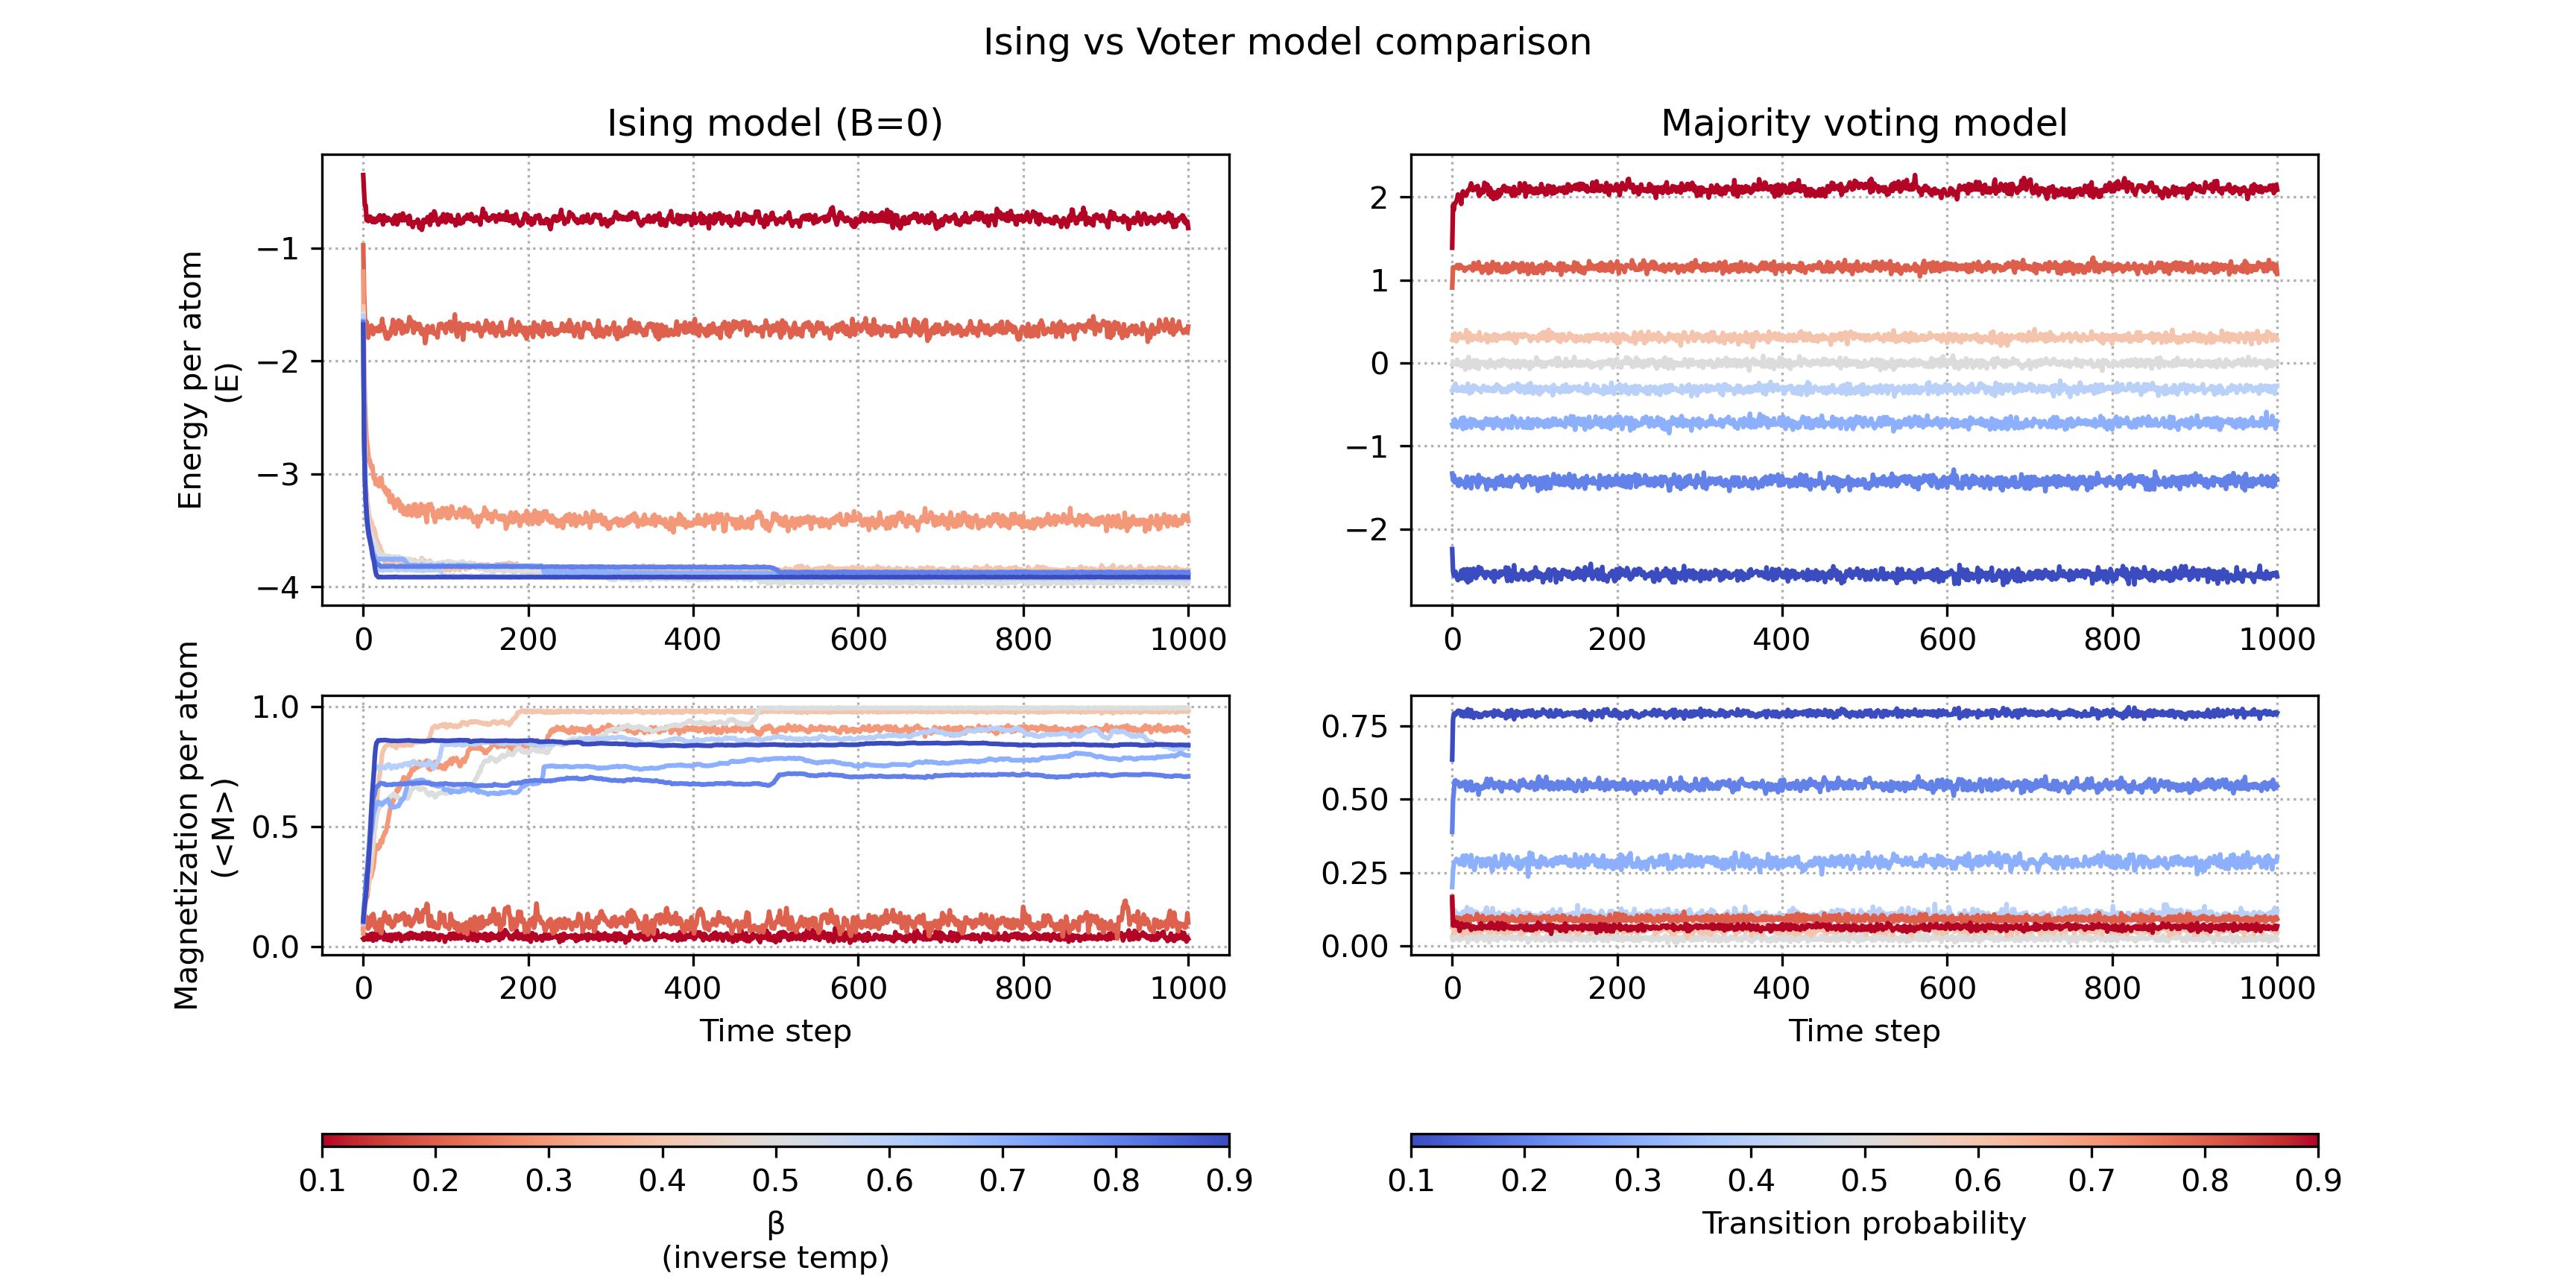 Ising vs Voter model comparison
Ising model (B=0)
Majority voting model
Energy per atom
(E)
−1
−2
−3
−4
0 200 400 600 800 1000
2
1
0
−1
−2
0 200 400 600 800 1000
Magnetization per atom
(<M>)
1.0
0.5
0.0
0 200 400 600 800 1000
Time step
0.75
0.50
0.25
0.00
0 200 400 600 800 1000
Time step
0.1 0.2 0.3 0.4 0.5 0.6 0.7 0.8 0.9
β
(inverse temp)
0.1 0.2 0.3 0.4 0.5 0.6 0.7 0.8 0.9
Transition probability